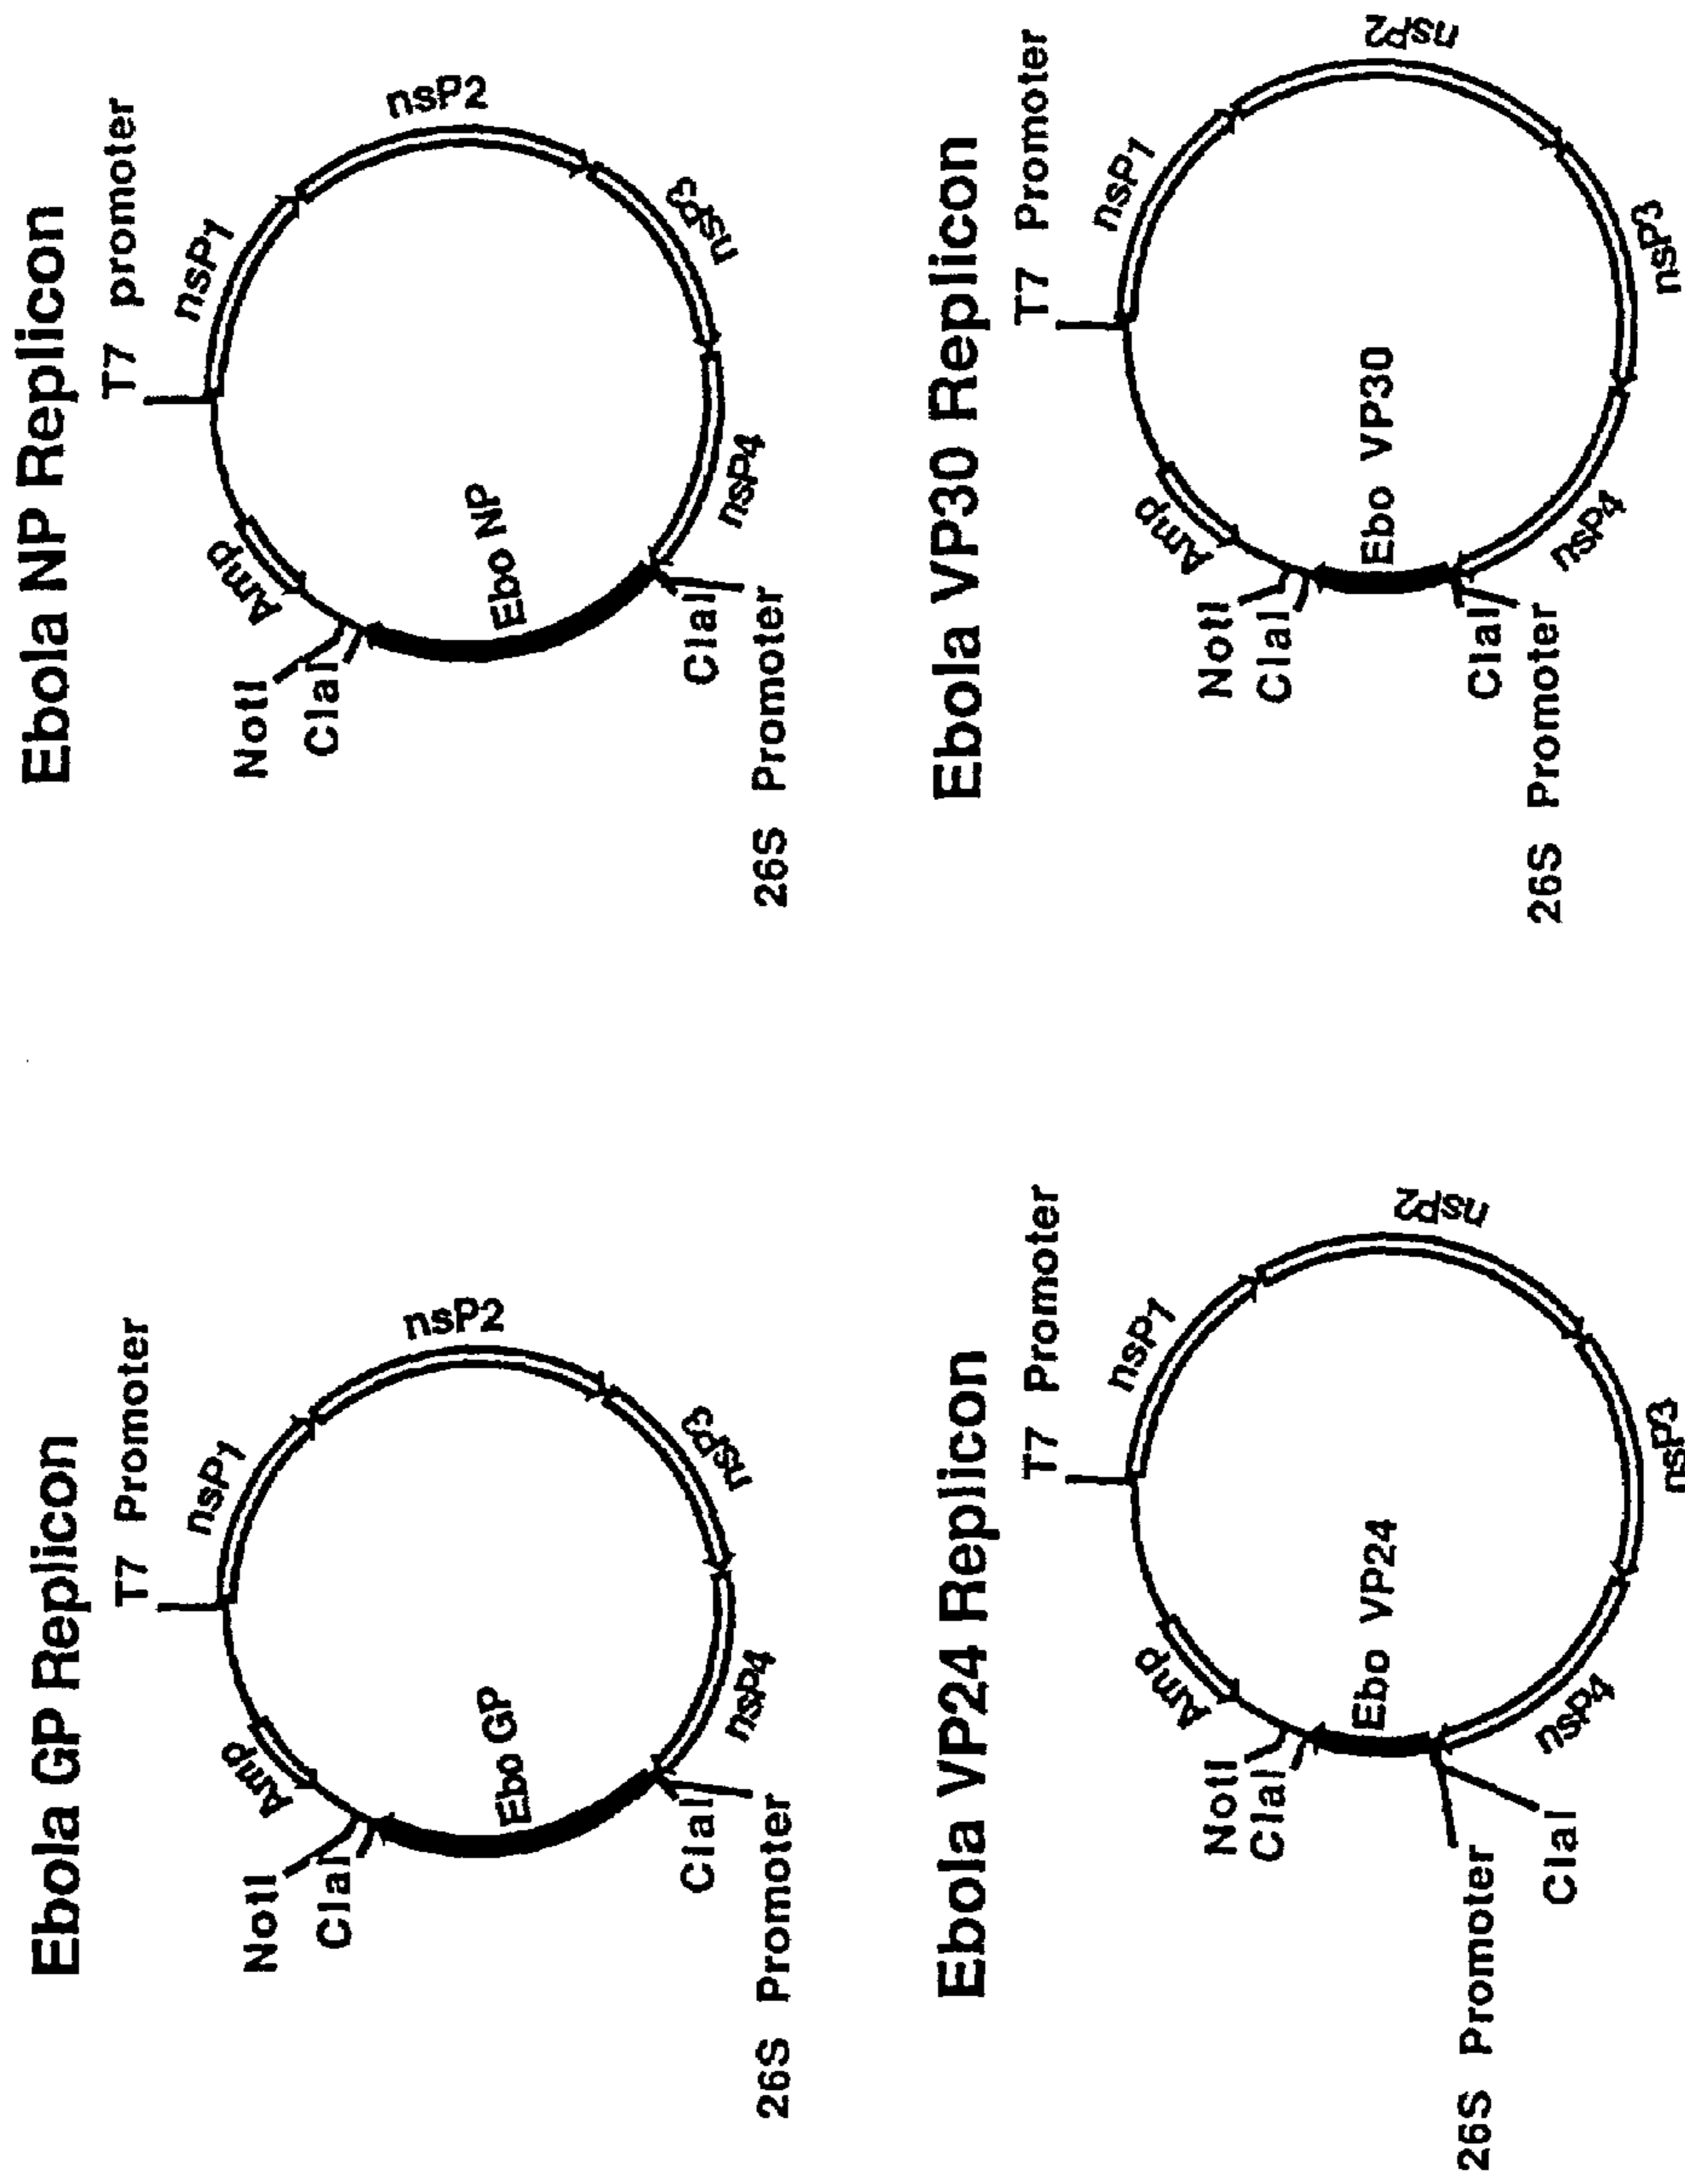 Ebola GP Replicon
T7 Promoter
nsP1
nsP2
nsP3
nsP4
Ebo GP
Amp
NotI
ClaI
ClaI
26S Promoter
Ebola NP Replicon
T7 promoter
nsP1
nsP2
nsP3
nsP4
Ebo NP
Amp
NotI
ClaI
ClaI
26S Promoter
Ebola VP24 Replicon
T7 Promoter
nsP1
nsP2
nsP3
nsP4
Ebo VP24
Amp
NotI
ClaI
26S Promoter
ClaI
Ebola VP30 Replicon
T7 Promoter
nsP1
nsP2
nsP3
nsP4
Ebo VP30
Amp
NotI
ClaI
ClaI
26S Promoter